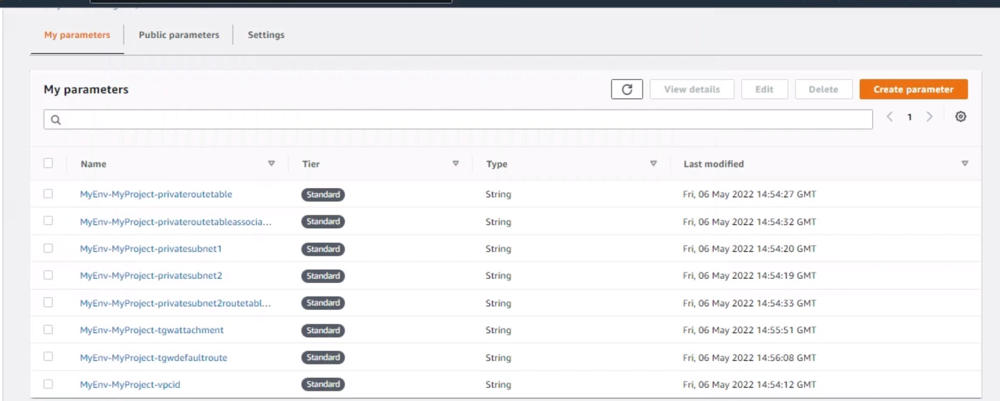 My parameters Public parameters Settings
My parameters View details Edit Delete Create parameter
1
Name Tier Type Last modified
MyEnv-MyProject-privateroutetable Standard String Fri, 06 May 2022 14:54:27 GMT
MyEnv-MyProject-privateroutetableassocia... Standard String Fri, 06 May 2022 14:54:32 GMT
MyEnv-MyProject-privatesubnet1 Standard String Fri, 06 May 2022 14:54:20 GMT
MyEnv-MyProject-privatesubnet2 Standard String Fri, 06 May 2022 14:54:19 GMT
MyEnv-MyProject-privatesubnet2routetabl... Standard String Fri, 06 May 2022 14:54:33 GMT
MyEnv-MyProject-tgwattachment Standard String Fri, 06 May 2022 14:55:51 GMT
MyEnv-MyProject-tgwdefaultroute Standard String Fri, 06 May 2022 14:56:08 GMT
MyEnv-MyProject-vpcid Standard String Fri, 06 May 2022 14:54:12 GMT